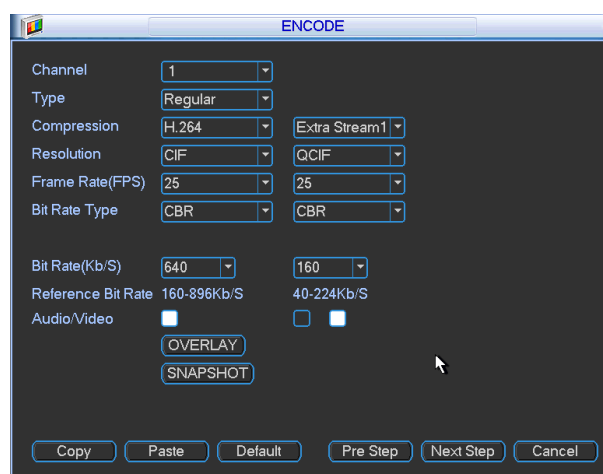 ENCODE
Channel 1
Type Regular
Compression H.264 Extra Stream1
Resolution CIF QCIF
Frame Rate(FPS) 25 25
Bit Rate Type CBR CBR
Bit Rate(Kb/S) 640 160
Reference Bit Rate 160-896Kb/S 40-224Kb/S
Audio/Video
OVERLAY
SNAPSHOT
Copy Paste Default Pre Step Next Step Cancel